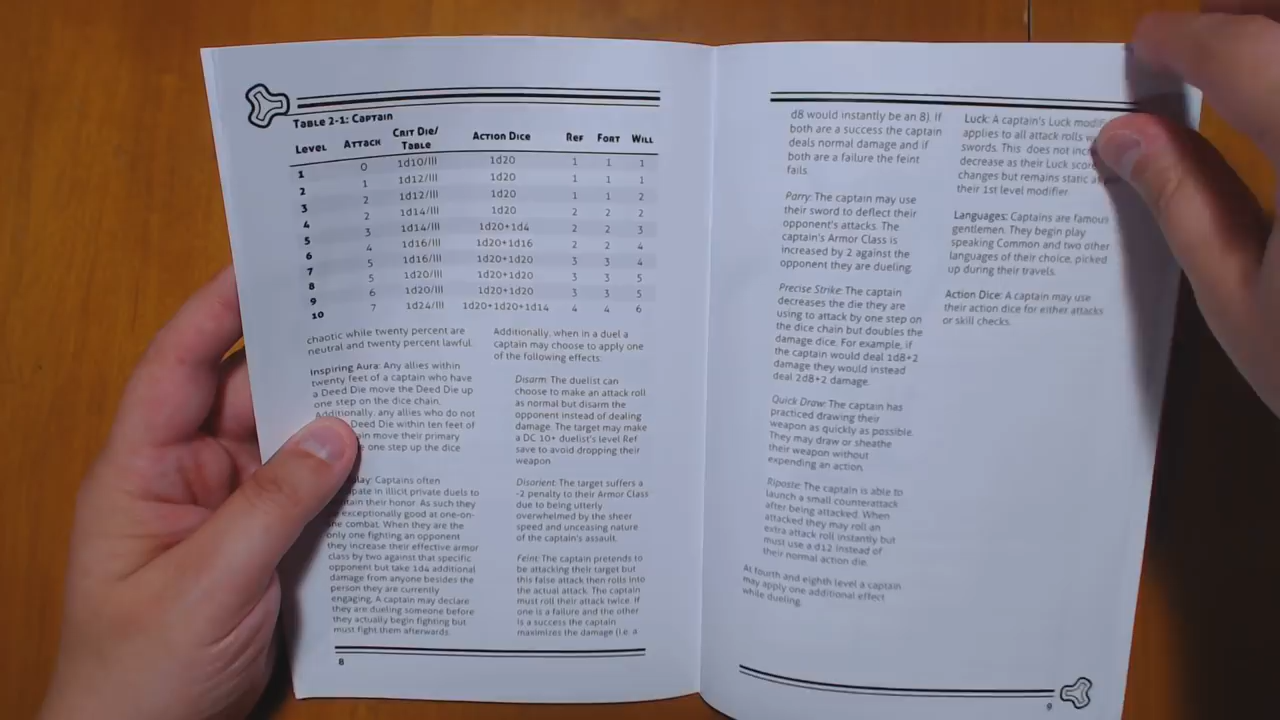 Table 2-1: Captain
Level Attack Crit Die/ Table Action Dice Ref Fort Will
1 0 1d10/III 1d20 1 1 1
2 1 1d12/III 1d20 1 1 1
3 2 1d12/III 1d20 1 1 2
4 2 1d14/III 1d20 2 2 2
5 3 1d14/III 1d20+1d4 2 2 3
6 4 1d16/III 1d20+1d16 2 2 4
7 5 1d16/III 1d20+1d20 3 3 4
8 5 1d20/III 1d20+1d20 3 3 5
9 6 1d20/III 1d20+1d20 3 3 5
10 7 1d24/III 1d20+1d20+1d14 4 4 6
chaotic while twenty percent are
neutral and twenty percent lawful.
Inspiring Aura: Any allies within
twenty feet of a captain who have
a Deed Die move the Deed Die up
one step on the dice chain.
Additionally, any allies who do not
Deed Die within ten feet of
move their primary
one step up the dice
Captains often
in illicit private duels to
their honor. As such they
exceptionally good at one-on-
combat. When they are the
only one fighting an opponent
they increase their effective armor
class by two against that specific
opponent but take 1d4 additional
damage from anyone besides the
person they are currently
engaging. A captain may declare
they are dueling someone before
they actually begin fighting but
must fight them afterwards.
Additionally, when in a duel a
captain may choose to apply one
of the following effects:
Disarm: The duelist can
choose to make an attack roll
as normal but disarm the
opponent instead of dealing
damage. The target may make
a DC 10+ duelist's level Ref
save to avoid dropping their
weapon.
Disorient: The target suffers a
-2 penalty to their Armor Class
due to being utterly
overwhelmed by the sheer
speed and unceasing nature
of the captain's assault.
Feint: The captain pretends to
be attacking their target but
this false attack then rolls into
the actual attack. The captain
must roll their attack twice. If
one is a failure and the other
is a success the captain
maximizes the damage (i.e. a
8
d8 would instantly be an 8). If
both are a success the captain
deals normal damage and if
both are a failure the feint
fails.
Parry: The captain may use
their sword to deflect their
opponent's attacks. The
captain's Armor Class is
increased by 2 against the
opponent they are dueling.
Precise Strike: The captain
decreases the die they are
using to attack by one step on
the dice chain but doubles the
damage dice. For example, if
the captain would deal 1d8+2
damage they would instead
deal 2d8+2 damage.
Quick Draw: The captain has
practiced drawing their
weapon as quickly as possible.
They may draw or sheathe
their weapon without
expending an action.
Riposte: The captain is able to
launch a small counterattack
after being attacked. When
attacked they may roll an
extra attack roll instantly but
must use a d12 instead of
their normal action die.
At fourth and eighth level a captain
may apply one additional effect
while dueling.
Luck: A captain's Luck
applies to all attack rolls
swords. This does not
decrease as their Luck score
changes but remains static
their 1st level modifier.
Languages: Captains are famous
gentlemen. They begin play
speaking Common and two other
languages of their choice, picked
up during their travels.
Action Dice: A captain may use
their action dice for either attacks
or skill checks.
9